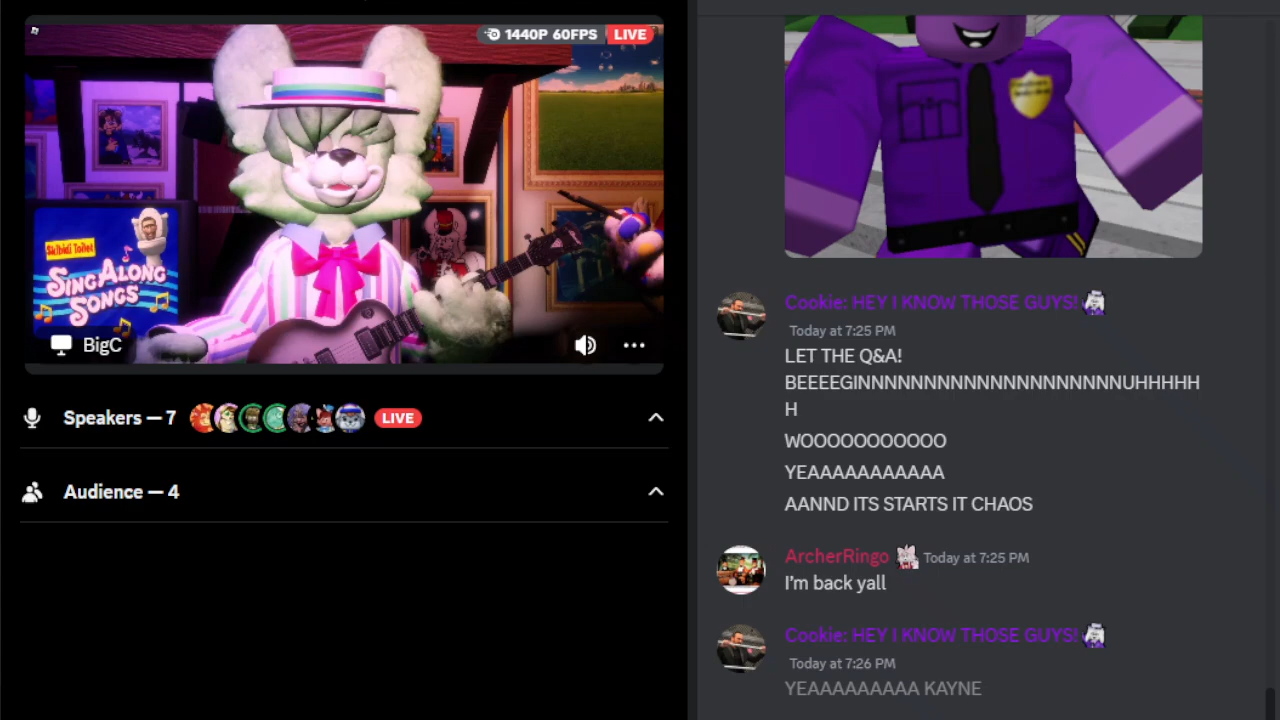 1440P 60FPS
LIVE
Skibidi Toilet
SING ALONG
SONGS
BigC
Speakers — 7
LIVE
Audience — 4
Cookie: HEY I KNOW THOSE GUYS!
Today at 7:25 PM
LET THE Q&A!
BEEEEGINNNNNNNNNNNNNNNNNNNNUHHHHH
H
WOOOOOOOOOOO
YEAAAAAAAAAAA
AANND ITS STARTS IT CHAOS
ArcherRingo Today at 7:25 PM
I'm back yall
Cookie: HEY I KNOW THOSE GUYS!
Today at 7:26 PM
YEAAAAAAAAA KAYNE